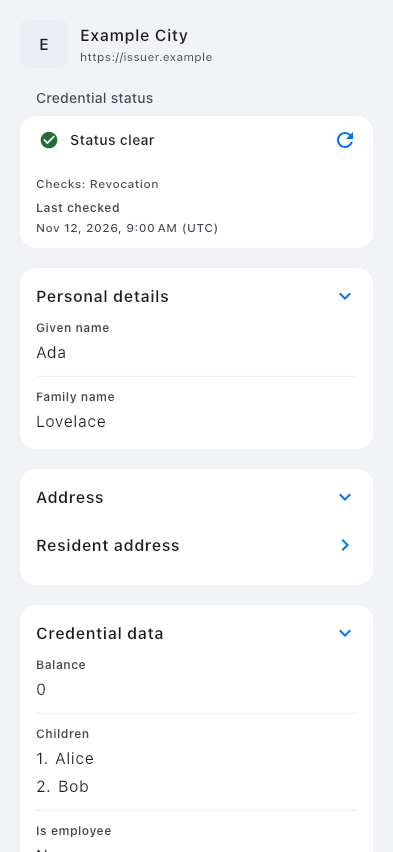 E
Example City
https://issuer.example
Credential status
Status clear
Checks: Revocation
Last checked
Nov 12, 2026, 9:00 AM (UTC)
Personal details
Given name
Ada
Family name
Lovelace
Address
Resident address
Credential data
Balance
0
Children
1. Alice
2. Bob
Is employee